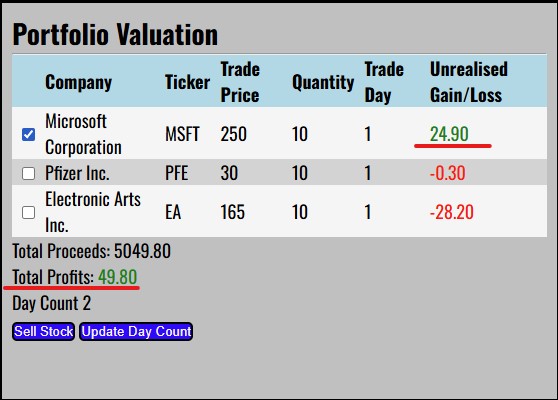 Portfolio Valuation
Company Ticker Trade Price Quantity Trade Day Unrealised Gain/Loss
Microsoft Corporation MSFT 250 10 1 24.90
Pfizer Inc. PFE 30 10 1 -0.30
Electronic Arts Inc. EA 165 10 1 -28.20
Total Proceeds: 5049.80
Total Profits: 49.80
Day Count 2
Sell Stock Update Day Count